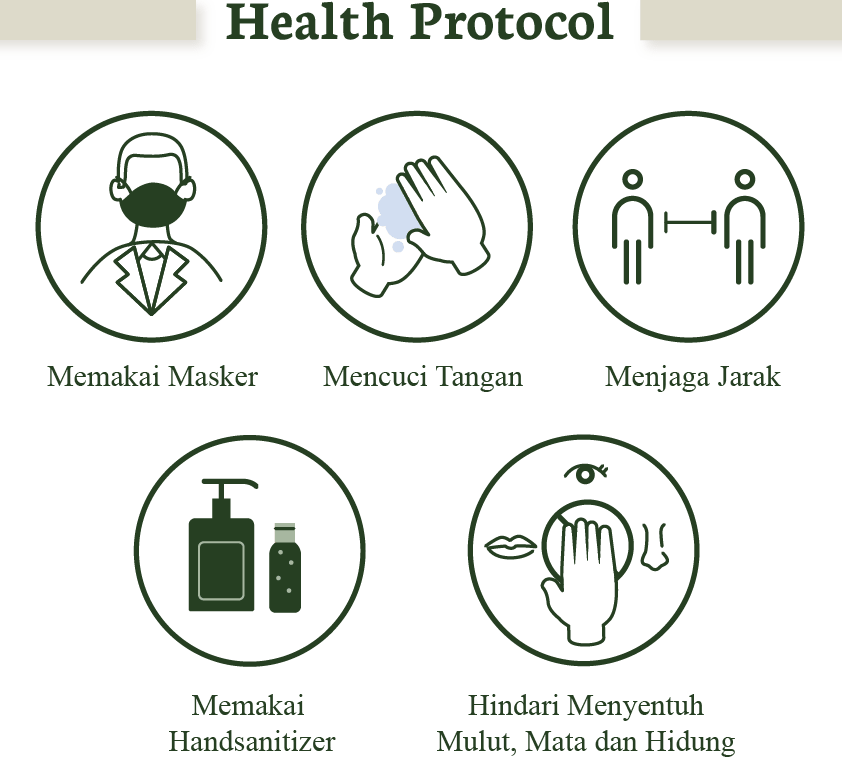 Health Protocol
Memakai Masker
Mencuci Tangan
Menjaga Jarak
Memakai
Handsanitizer
Hindari Menyentuh
Mulut, Mata dan Hidung